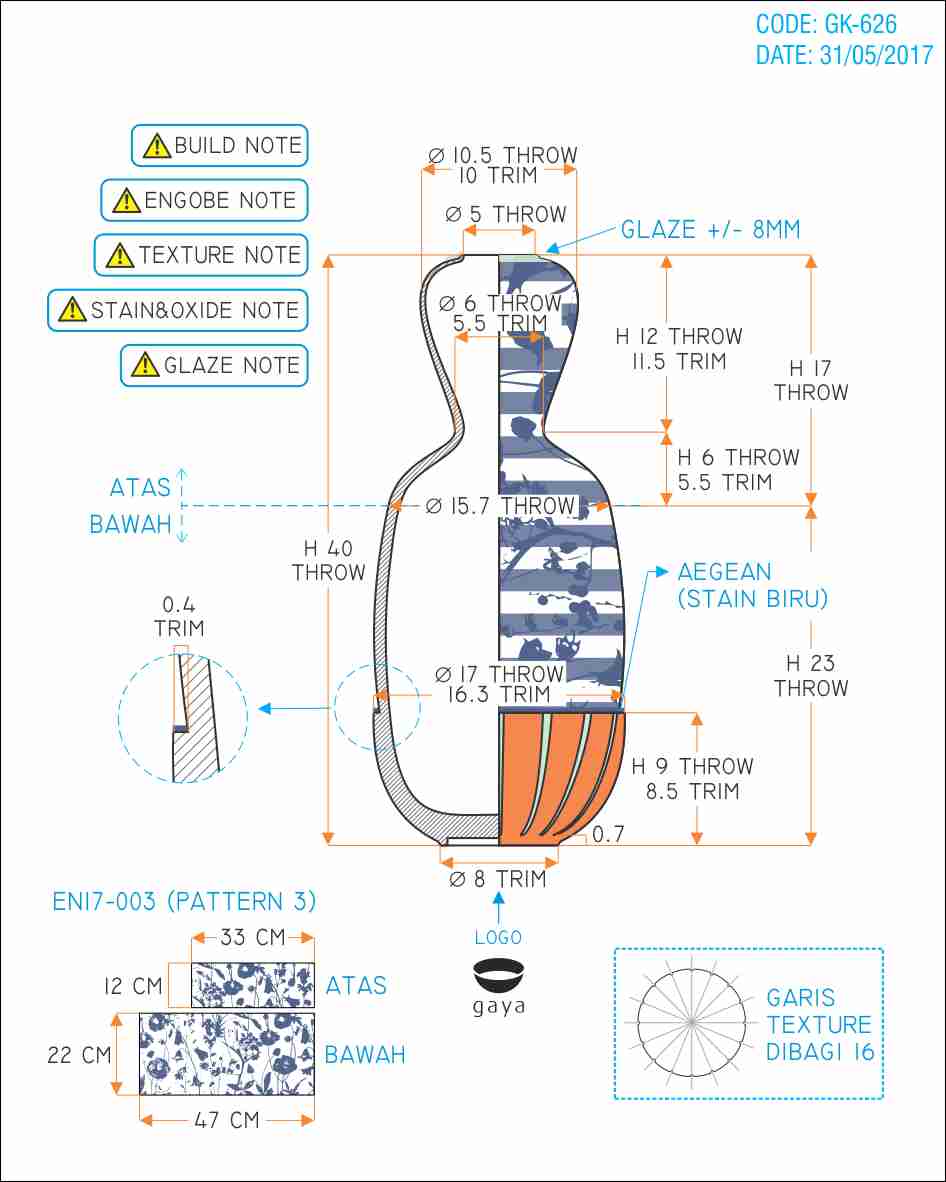 CODE: GK-626
DATE: 31/05/2017
BUILD NOTE
ENGOBE NOTE
TEXTURE NOTE
STAIN&OXIDE NOTE
GLAZE NOTE
Ø 10.5 THROW
10 TRIM
Ø 5 THROW
GLAZE +/- 8MM
Ø 6 THROW
5.5 TRIM
H 12 THROW
11.5 TRIM
H 17
THROW
H 6 THROW
5.5 TRIM
ATAS
BAWAH
Ø 15.7 THROW
H 40
THROW
AEGEAN
(STAIN BIRU)
0.4
TRIM
Ø 17 THROW
16.3 TRIM
H 23
THROW
H 9 THROW
8.5 TRIM
0.7
Ø 8 TRIM
LOGO
gaya
EN17-003 (PATTERN 3)
33 CM
12 CM
ATAS
22 CM
BAWAH
47 CM
GARIS
TEXTURE
DIBAGI 16